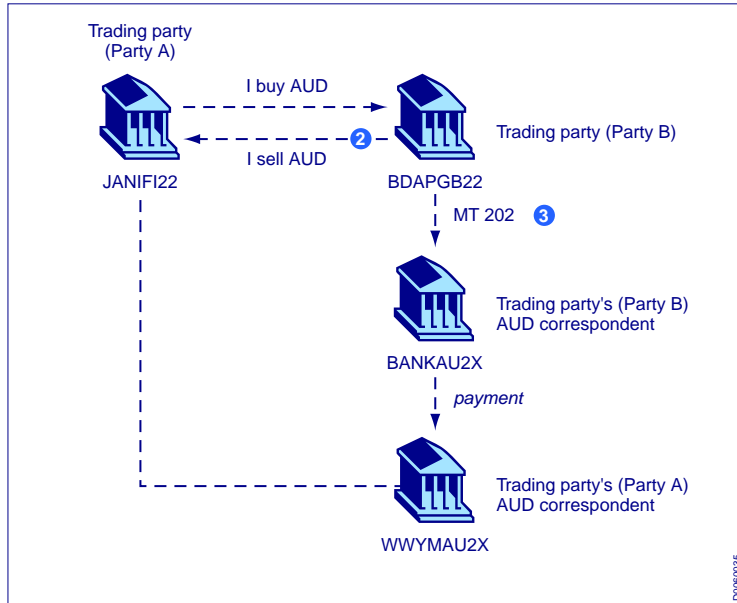 Trading party
(Party A)
I buy AUD
2
I sell AUD
Trading party (Party B)
JANIFI22
BDAPGB22
MT 202
3
Trading party's (Party B)
AUD correspondent
BANKAU2X
payment
Trading party's (Party A)
AUD correspondent
WWYMAU2X
D0060035